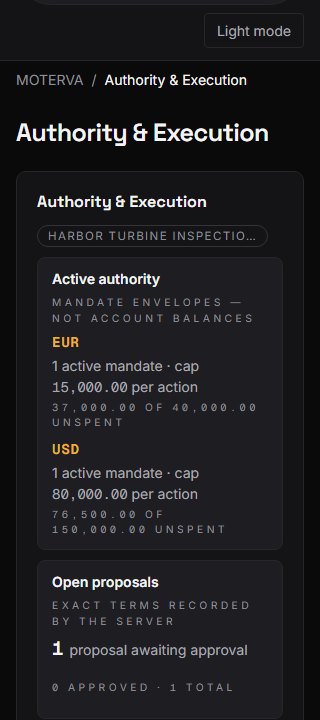 Light mode
MOTERVA / Authority & Execution
Authority & Execution
Authority & Execution
HARBOR TURBINE INSPECTIO…
Active authority
MANDATE ENVELOPES —
NOT ACCOUNT BALANCES
EUR
1 active mandate · cap
15,000.00 per action
37,000.00 OF 40,000.00
UNSPENT
USD
1 active mandate · cap
80,000.00 per action
76,500.00 OF
150,000.00 UNSPENT
Open proposals
EXACT TERMS RECORDED
BY THE SERVER
1 proposal awaiting approval
0 APPROVED · 1 TOTAL